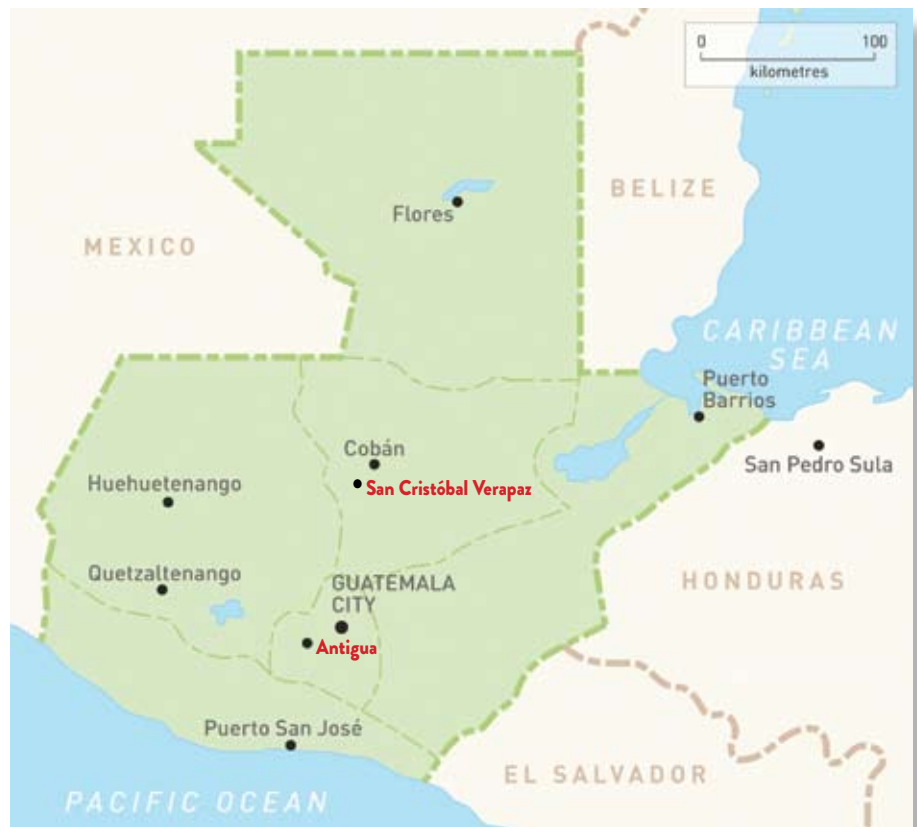 0 100
kilometres
BELIZE
Flores
MEXICO
CARIBBEAN
SEA
Puerto
Barrios
Cobán
San Pedro Sula
Huehuetenango
San Cristóbal Verapaz
Quetzaltenango
GUATEMALA
CITY
HONDURAS
Antigua
Puerto San José
EL SALVADOR
PACIFIC OCEAN